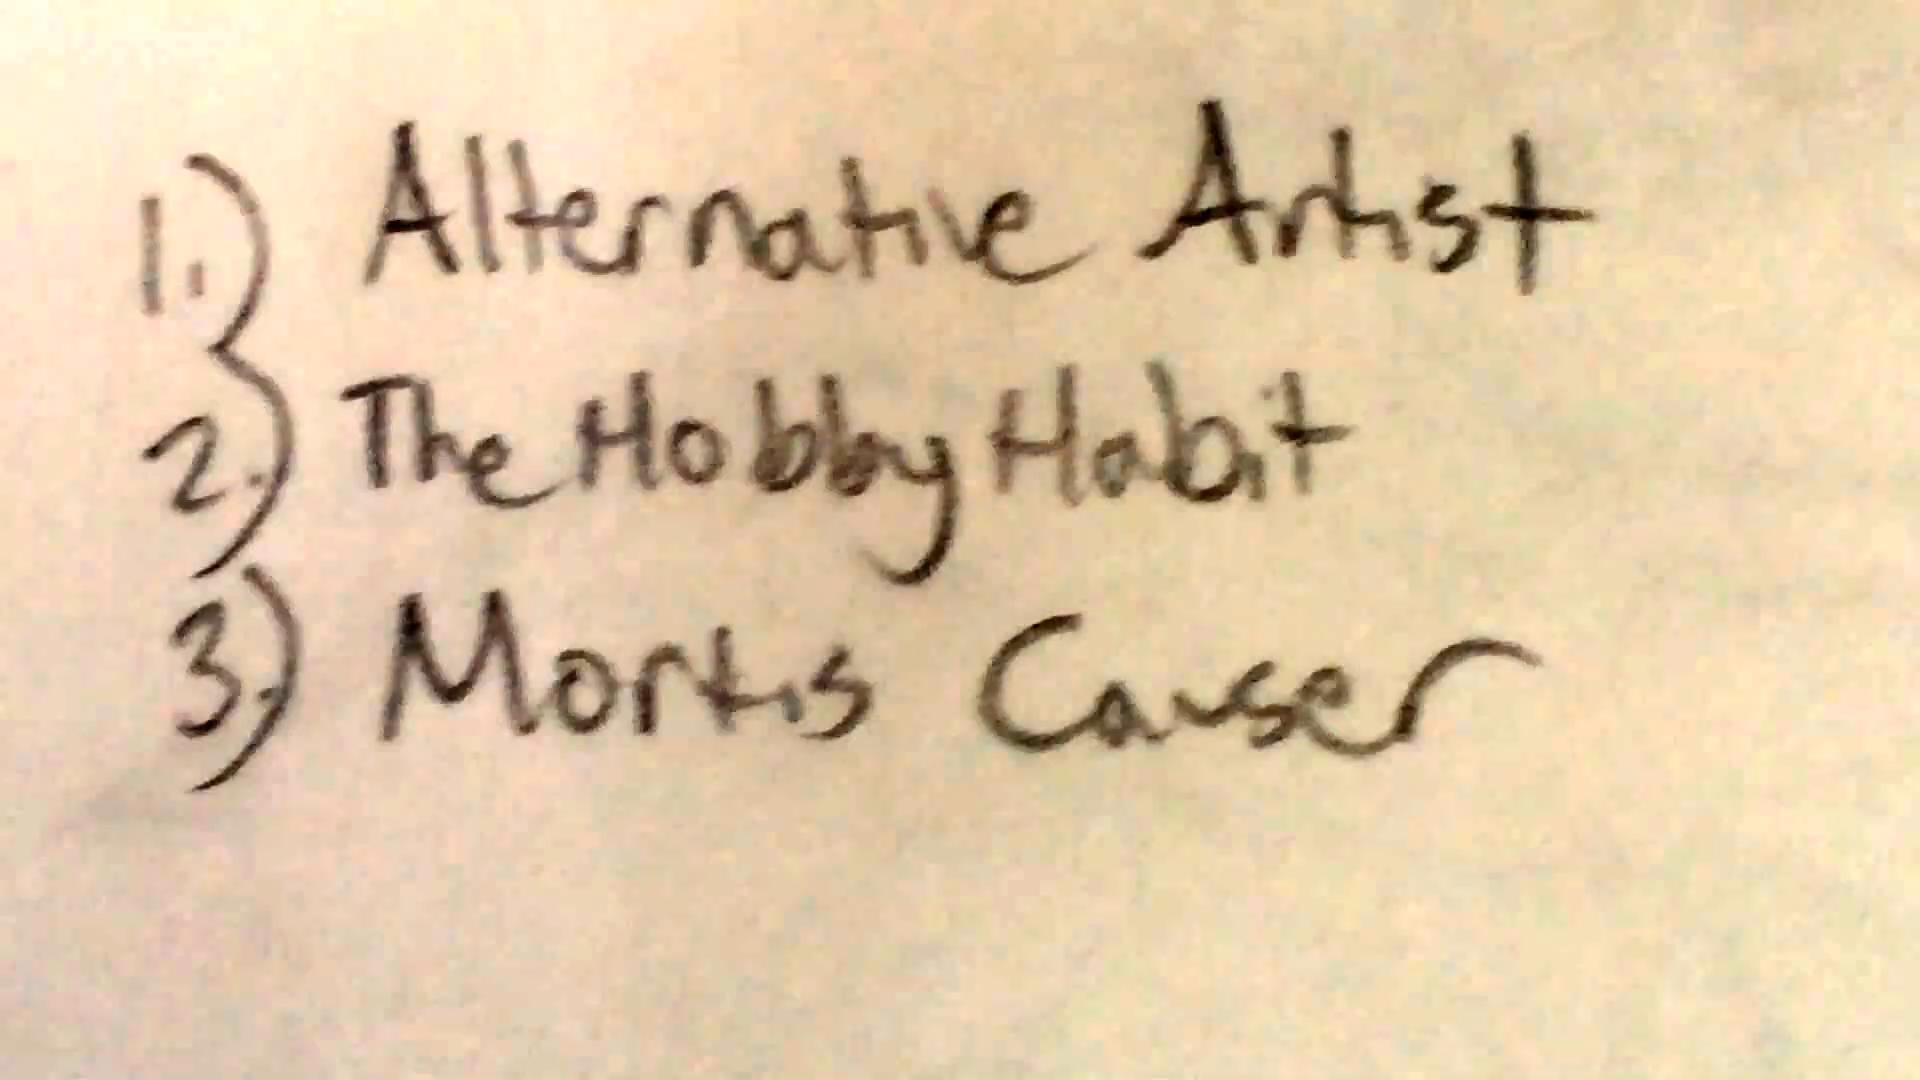 1.) Alternative Artist
2.) The Hobby Habit
3.) Mortis Causer